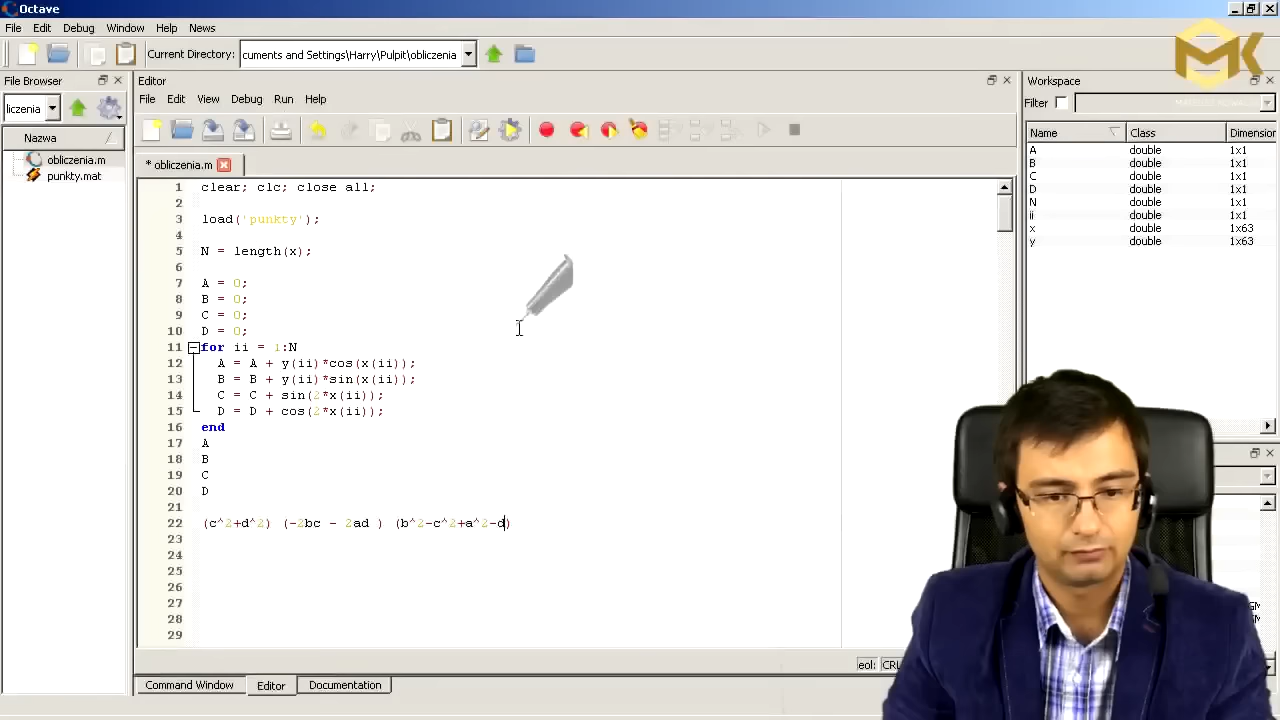 Octave
File Edit Debug Window Help News
Current Directory: cuments and Settings\Harry\Pulpit\obliczenia
MK
File Browser
Editor
Workspace
liczenia
File Edit View Debug Run Help
Filter
Nazwa
Name Class Dimension
obliczenia.m
punkty.mat
* obliczenia.m
A double 1x1
B double 1x1
C double 1x1
D double 1x1
N double 1x1
ii double 1x1
x double 1x63
y double 1x63
1 clear; clc; close all;
2
3 load('punkty');
4
5 N = length(x);
6
7 A = 0;
8 B = 0;
9 C = 0;
10 D = 0;
11 for ii = 1:N
12 A = A + y(ii)*cos(x(ii));
13 B = B + y(ii)*sin(x(ii));
14 C = C + sin(2*x(ii));
15 D = D + cos(2*x(ii));
16 end
17 A
18 B
19 C
20 D
21
22 (c^2+d^2) (-2bc - 2ad ) (b^2-c^2+a^2-d)
23
24
25
26
27
28
29
eol: CRL
Command Window Editor Documentation